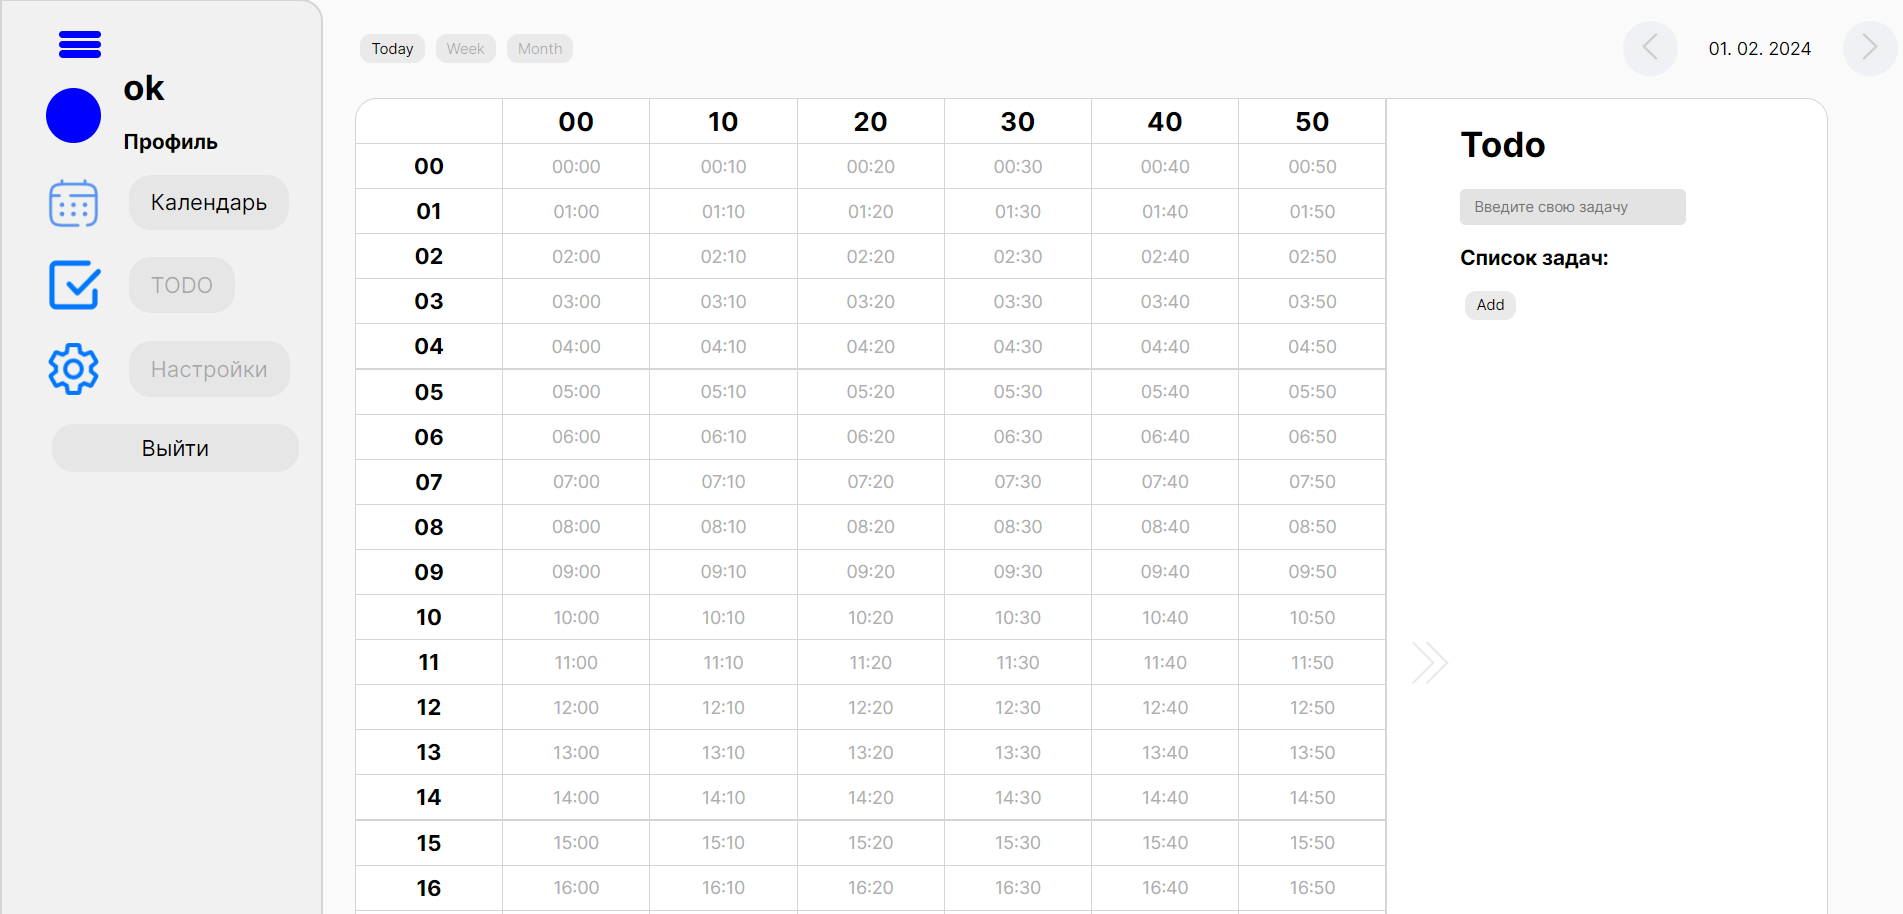 ok
Профиль
Календарь
TODO
Настройки
Выйти
Today Week Month
01. 02. 2024
00 10 20 30 40 50
00 00:00 00:10 00:20 00:30 00:40 00:50
01 01:00 01:10 01:20 01:30 01:40 01:50
02 02:00 02:10 02:20 02:30 02:40 02:50
03 03:00 03:10 03:20 03:30 03:40 03:50
04 04:00 04:10 04:20 04:30 04:40 04:50
05 05:00 05:10 05:20 05:30 05:40 05:50
06 06:00 06:10 06:20 06:30 06:40 06:50
07 07:00 07:10 07:20 07:30 07:40 07:50
08 08:00 08:10 08:20 08:30 08:40 08:50
09 09:00 09:10 09:20 09:30 09:40 09:50
10 10:00 10:10 10:20 10:30 10:40 10:50
11 11:00 11:10 11:20 11:30 11:40 11:50
12 12:00 12:10 12:20 12:30 12:40 12:50
13 13:00 13:10 13:20 13:30 13:40 13:50
14 14:00 14:10 14:20 14:30 14:40 14:50
15 15:00 15:10 15:20 15:30 15:40 15:50
16 16:00 16:10 16:20 16:30 16:40 16:50
Todo
Введите свою задачу
Список задач:
Add